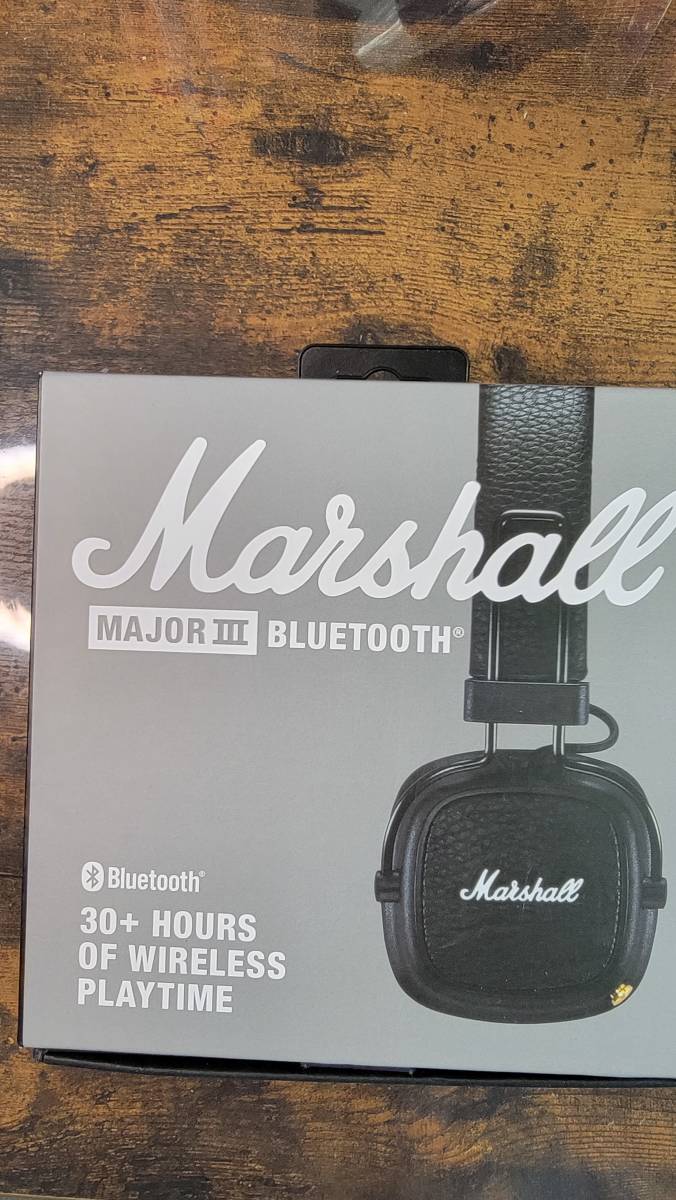 Marshall
MAJOR III BLUETOOTH®
Marshall
Bluetooth®
30+ HOURS
OF WIRELESS
PLAYTIME